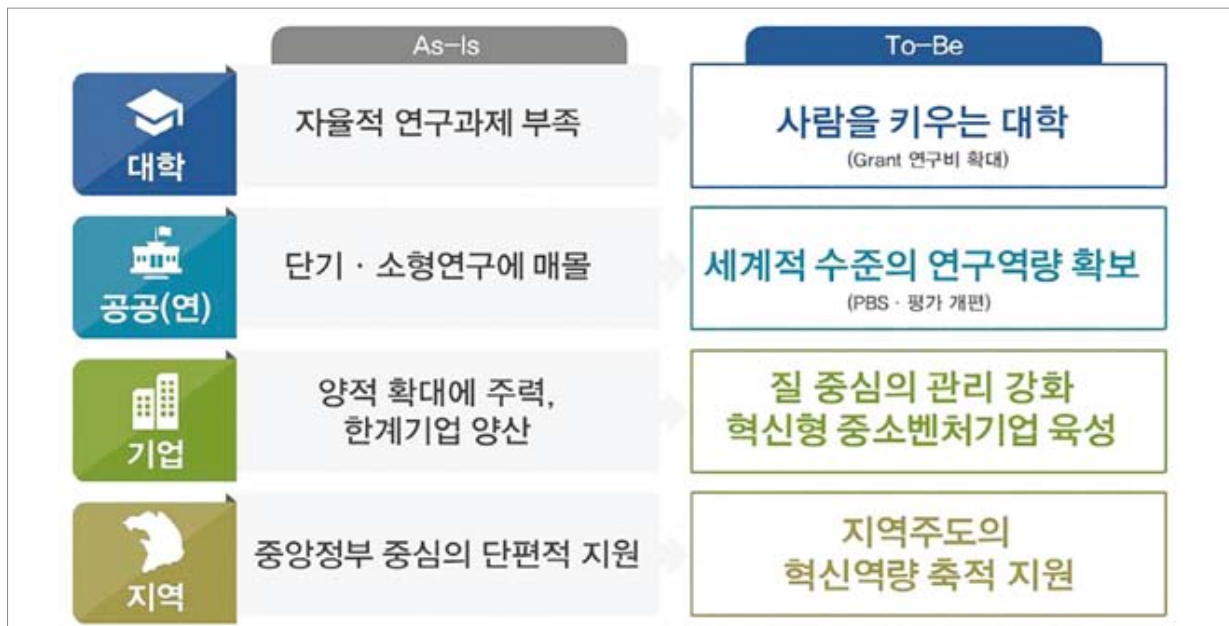 As-Is
To-Be
대학
자율적 연구과제 부족
사람을 키우는 대학
(Grant 연구비 확대)
공공(연)
단기 · 소형연구에 매몰
세계적 수준의 연구역량 확보
(PBS · 평가 개편)
기업
양적 확대에 주력,
한계기업 양산
질 중심의 관리 강화
혁신형 중소벤처기업 육성
지역
중앙정부 중심의 단편적 지원
지역주도의
혁신역량 축적 지원